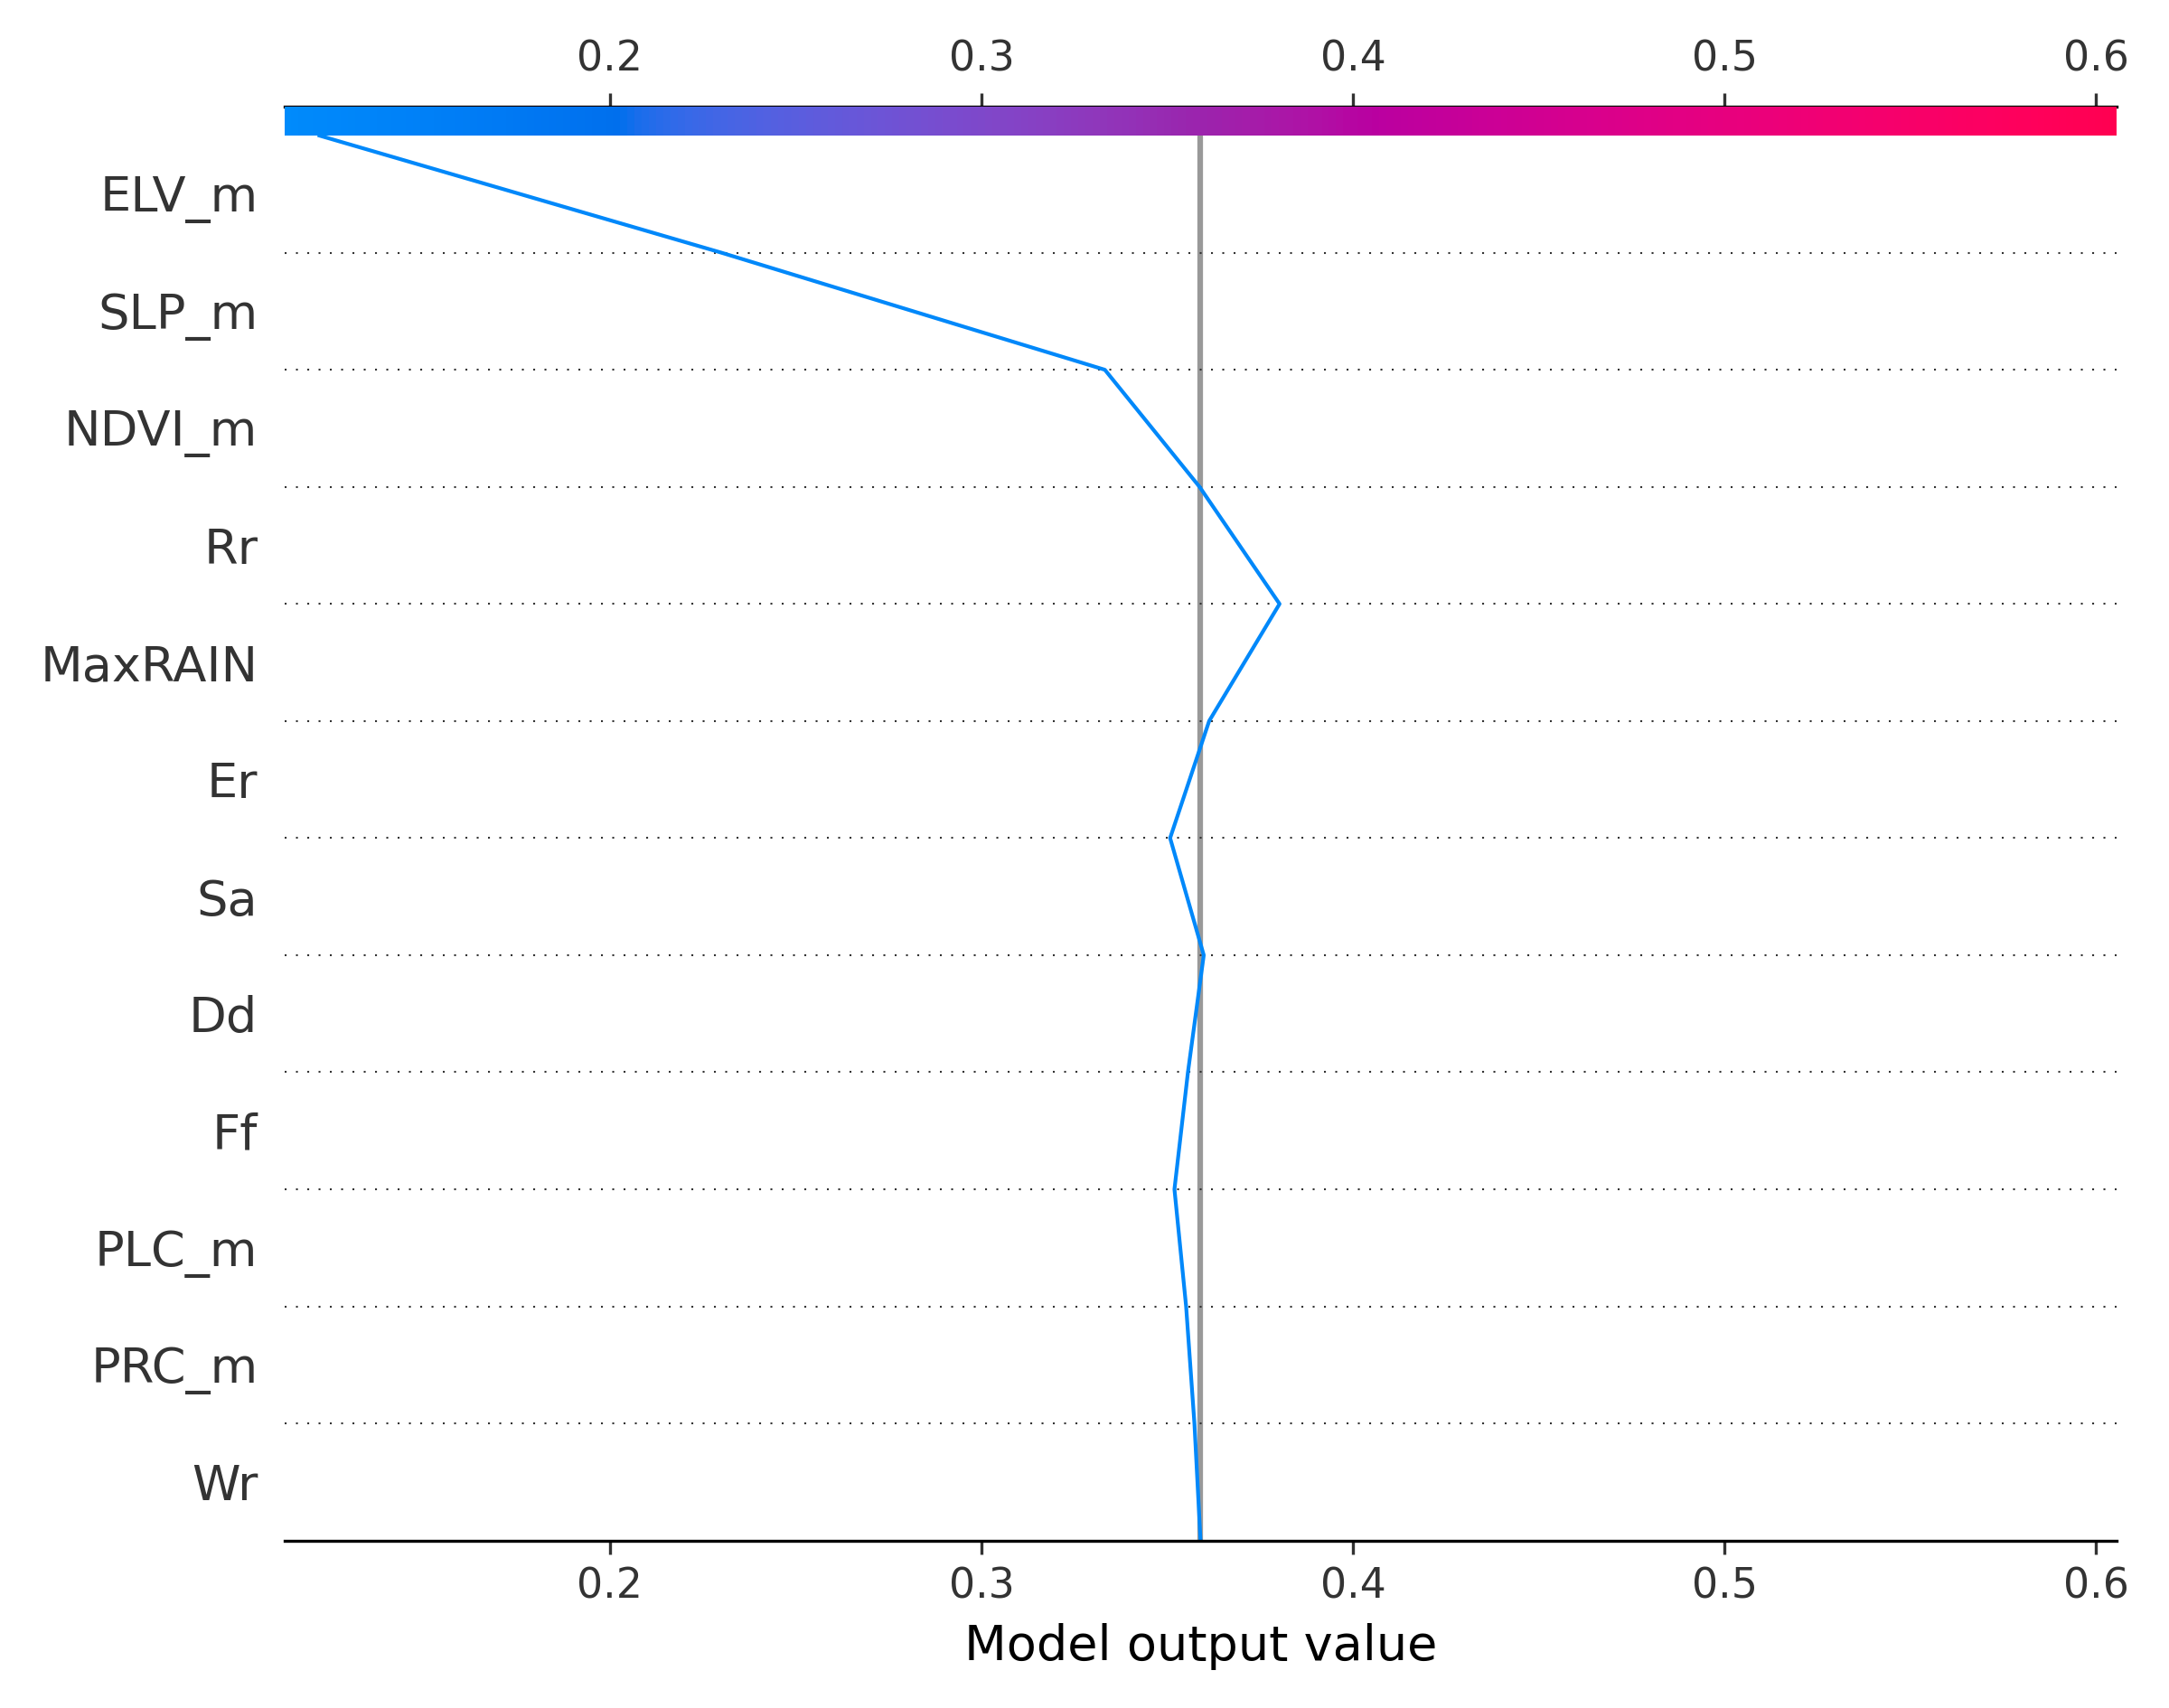 0.2 0.3 0.4 0.5 0.6
ELV_m
SLP_m
NDVI_m
Rr
MaxRAIN
Er
Sa
Dd
Ff
PLC_m
PRC_m
Wr
0.2 0.3 0.4 0.5 0.6
Model output value